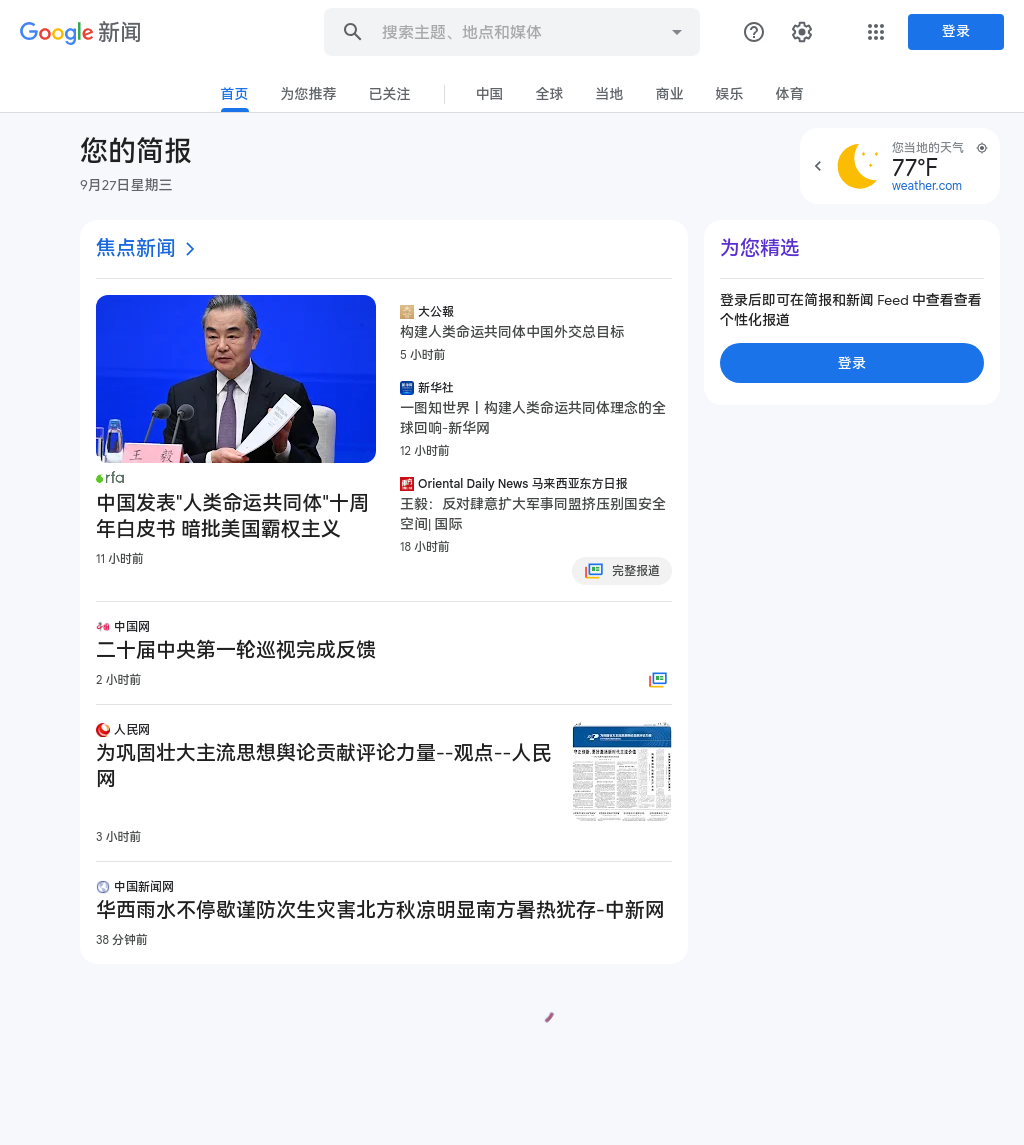 Google 新闻
搜索主题、地点和媒体
登录
首页
为您推荐
已关注
中国
全球
当地
商业
娱乐
体育
您的简报
9月27日星期三
您当地的天气
77°F
weather.com
焦点新闻
王 毅
rfa
中国发表"人类命运共同体"十周
年白皮书 暗批美国霸权主义
11 小时前
大公報
构建人类命运共同体中国外交总目标
5 小时前
新华社
一图知世界丨构建人类命运共同体理念的全
球回响-新华网
12 小时前
Oriental Daily News 马来西亚东方日报
王毅：反对肆意扩大军事同盟挤压别国安全
空间| 国际
18 小时前
完整报道
中国网
二十届中央第一轮巡视完成反馈
2 小时前
人民网
为巩固壮大主流思想舆论贡献评论力量--观点--人民
网
3 小时前
中国新闻网
华西雨水不停歇谨防次生灾害北方秋凉明显南方暑热犹存-中新网
38 分钟前
为您精选
登录后即可在简报和新闻 Feed 中查看查看
个性化报道
登录